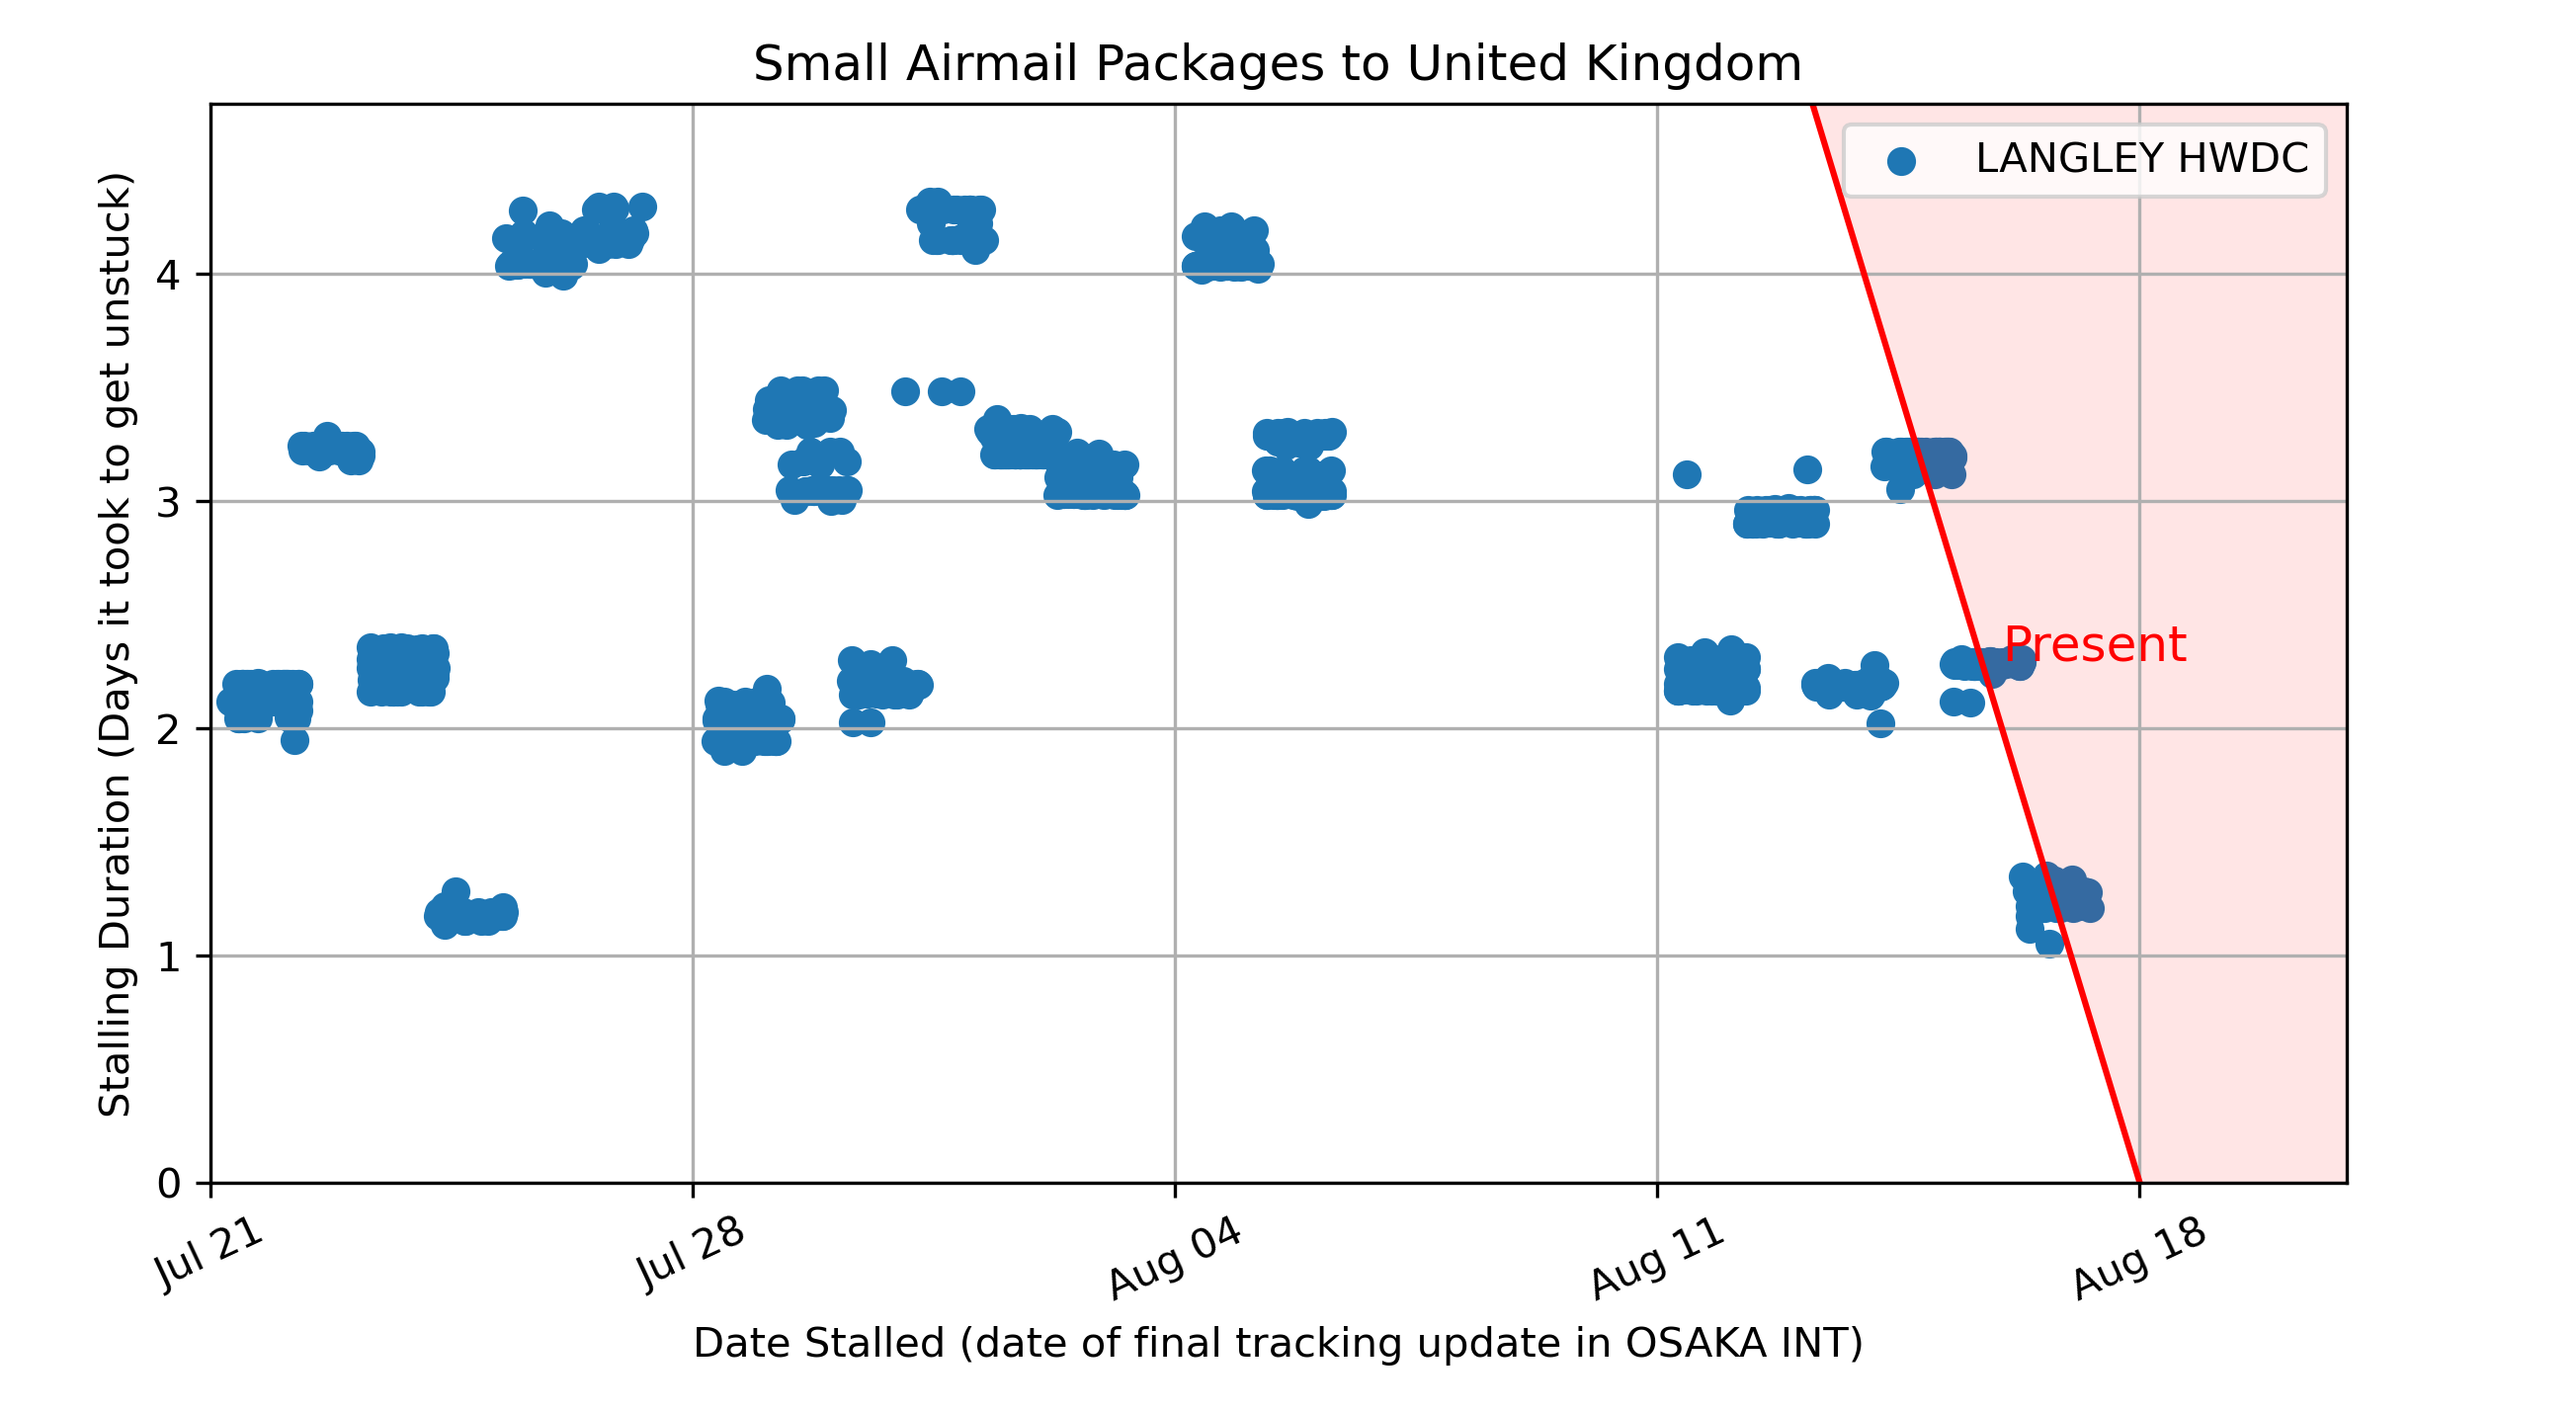 Small Airmail Packages to United Kingdom
LANGLEY HWDC
Stalling Duration (Days it took to get unstuck)
4
3
Present
2
1
0
Jul 21
Jul 28
Aug 04
Aug 11
Aug 18
Date Stalled (date of final tracking update in OSAKA INT)